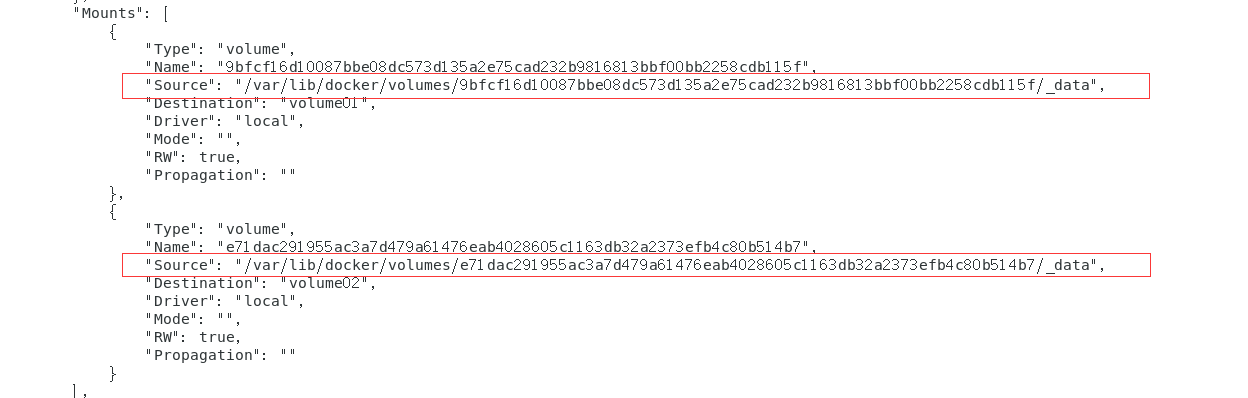 "Mounts": [
{
"Type": "volume",
"Name": "9bfcf16d10087bbe08dc573d135a2e75cad232b9816813bbf00bb2258cdb115f",
"Source": "/var/lib/docker/volumes/9bfcf16d10087bbe08dc573d135a2e75cad232b9816813bbf00bb2258cdb115f/_data",
"Destination": "volume01",
"Driver": "local",
"Mode": "",
"RW": true,
"Propagation": ""
},
{
"Type": "volume",
"Name": "e71dac291955ac3a7d479a61476eab4028605c1163db32a2373efb4c80b514b7",
"Source": "/var/lib/docker/volumes/e71dac291955ac3a7d479a61476eab4028605c1163db32a2373efb4c80b514b7/_data",
"Destination": "volume02",
"Driver": "local",
"Mode": "",
"RW": true,
"Propagation": ""
}
],